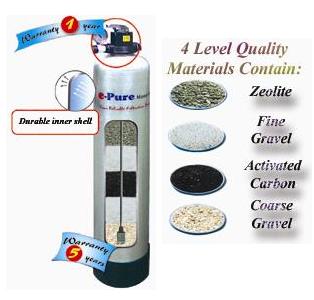 Warranty 1 year
4 Level Quality
Materials Contain:
Zeolite
Durable inner shell
e-Pure
Fine
Gravel
Activated
Carbon
Coarse
Gravel
Warranty
5 years